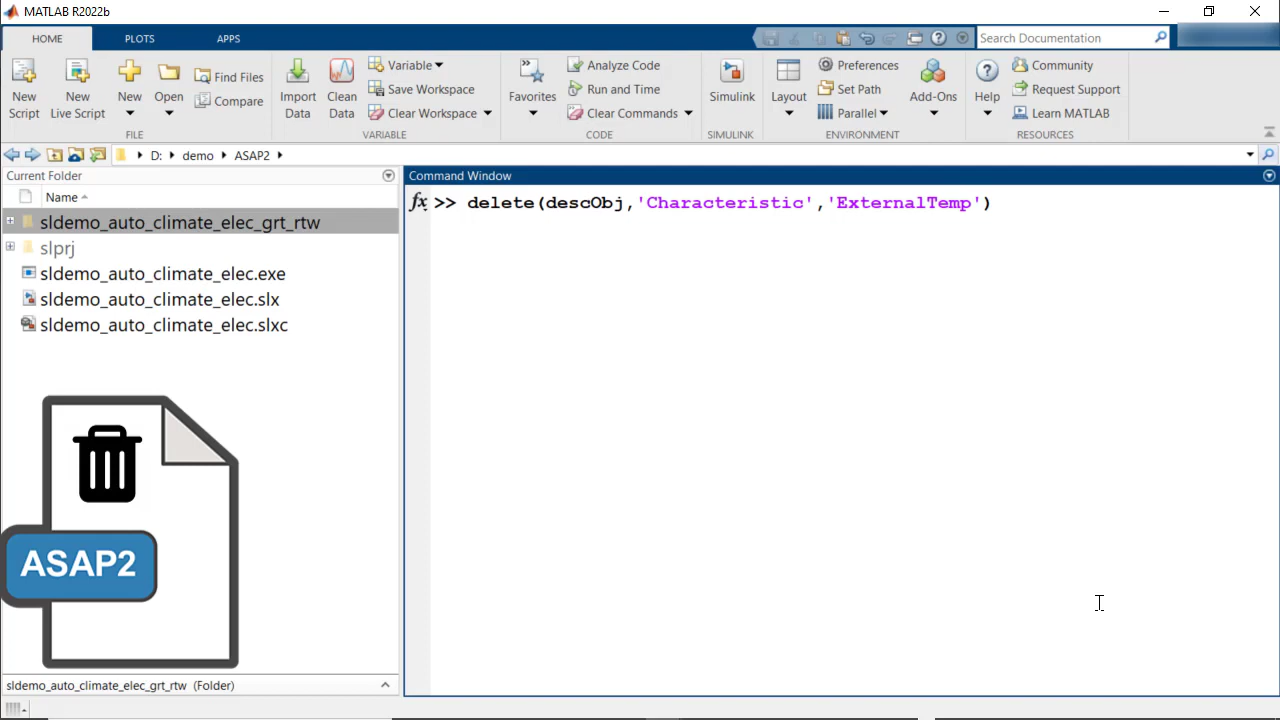 MATLAB R2022b
HOME PLOTS APPS
Search Documentation
New Script
New Live Script
New
Open
Find Files
Compare
FILE
Import Data
Clean Data
Variable
Save Workspace
Clear Workspace
VARIABLE
Favorites
Analyze Code
Run and Time
Clear Commands
CODE
Simulink
SIMULINK
Layout
Preferences
Set Path
Parallel
Add-Ons
ENVIRONMENT
Help
Community
Request Support
Learn MATLAB
RESOURCES
D: demo ASAP2
Current Folder
Name
sldemo_auto_climate_elec_grt_rtw
slprj
sldemo_auto_climate_elec.exe
sldemo_auto_climate_elec.slx
sldemo_auto_climate_elec.slxc
ASAP2
sldemo_auto_climate_elec_grt_rtw (Folder)
Command Window
fx >> delete(descObj,'Characteristic','ExternalTemp')